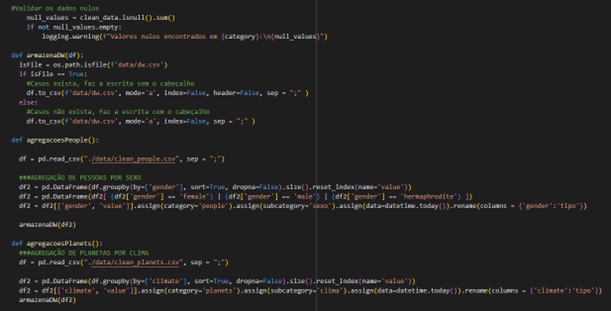 #Validar os dados nulos
null_values = clean_data.isnull().sum()
if not null_values.empty:
logging.warning(f"Valores nulos encontrados em {category}:\n{null_values}")
def armazenaDW(df):
isFile = os.path.isfile(f'data/dw.csv')
if isFile == True:
#Casos exista, faz a escrita sem o cabeçalho
df.to_csv(f'data/dw.csv', mode='a', index=False, header=False, sep = ";" )
else:
#Casos não exista, faz a escrita com o cabeçalho
df.to_csv(f'data/dw.csv', mode='a', index=False, sep = ";" )
def agregacoesPeople():
df = pd.read_csv("./data/clean_people.csv", sep = ";")
###AGREGAÇÃO DE PESSOAS POR SEXO
df2 = pd.DataFrame(df.groupby(by=['gender'], sort=True, dropna=False).size().reset_index(name='value'))
df2 = pd.DataFrame(df2[ (df2['gender'] == 'female') | (df2['gender'] == 'male') | (df2['gender'] == 'hermaphrodite') ])
df2 = df2[['gender', 'value']].assign(category='people').assign(subcategory='sexo').assign(data=datetime.today()).rename(columns = {'gender':'tipo'})
armazenaDW(df2)
def agregacoesPlanets():
###AGREGAÇÃO DE PLANETAS POR CLIMA
df = pd.read_csv("./data/clean_planets.csv", sep = ";")
df2 = pd.DataFrame(df.groupby(by=['climate'], sort=True, dropna=False).size().reset_index(name='value'))
df2 = df2[['climate', 'value']].assign(category='planets').assign(subcategory='clima').assign(data=datetime.today()).rename(columns = {'climate':'tipo'})
armazenaDW(df2)